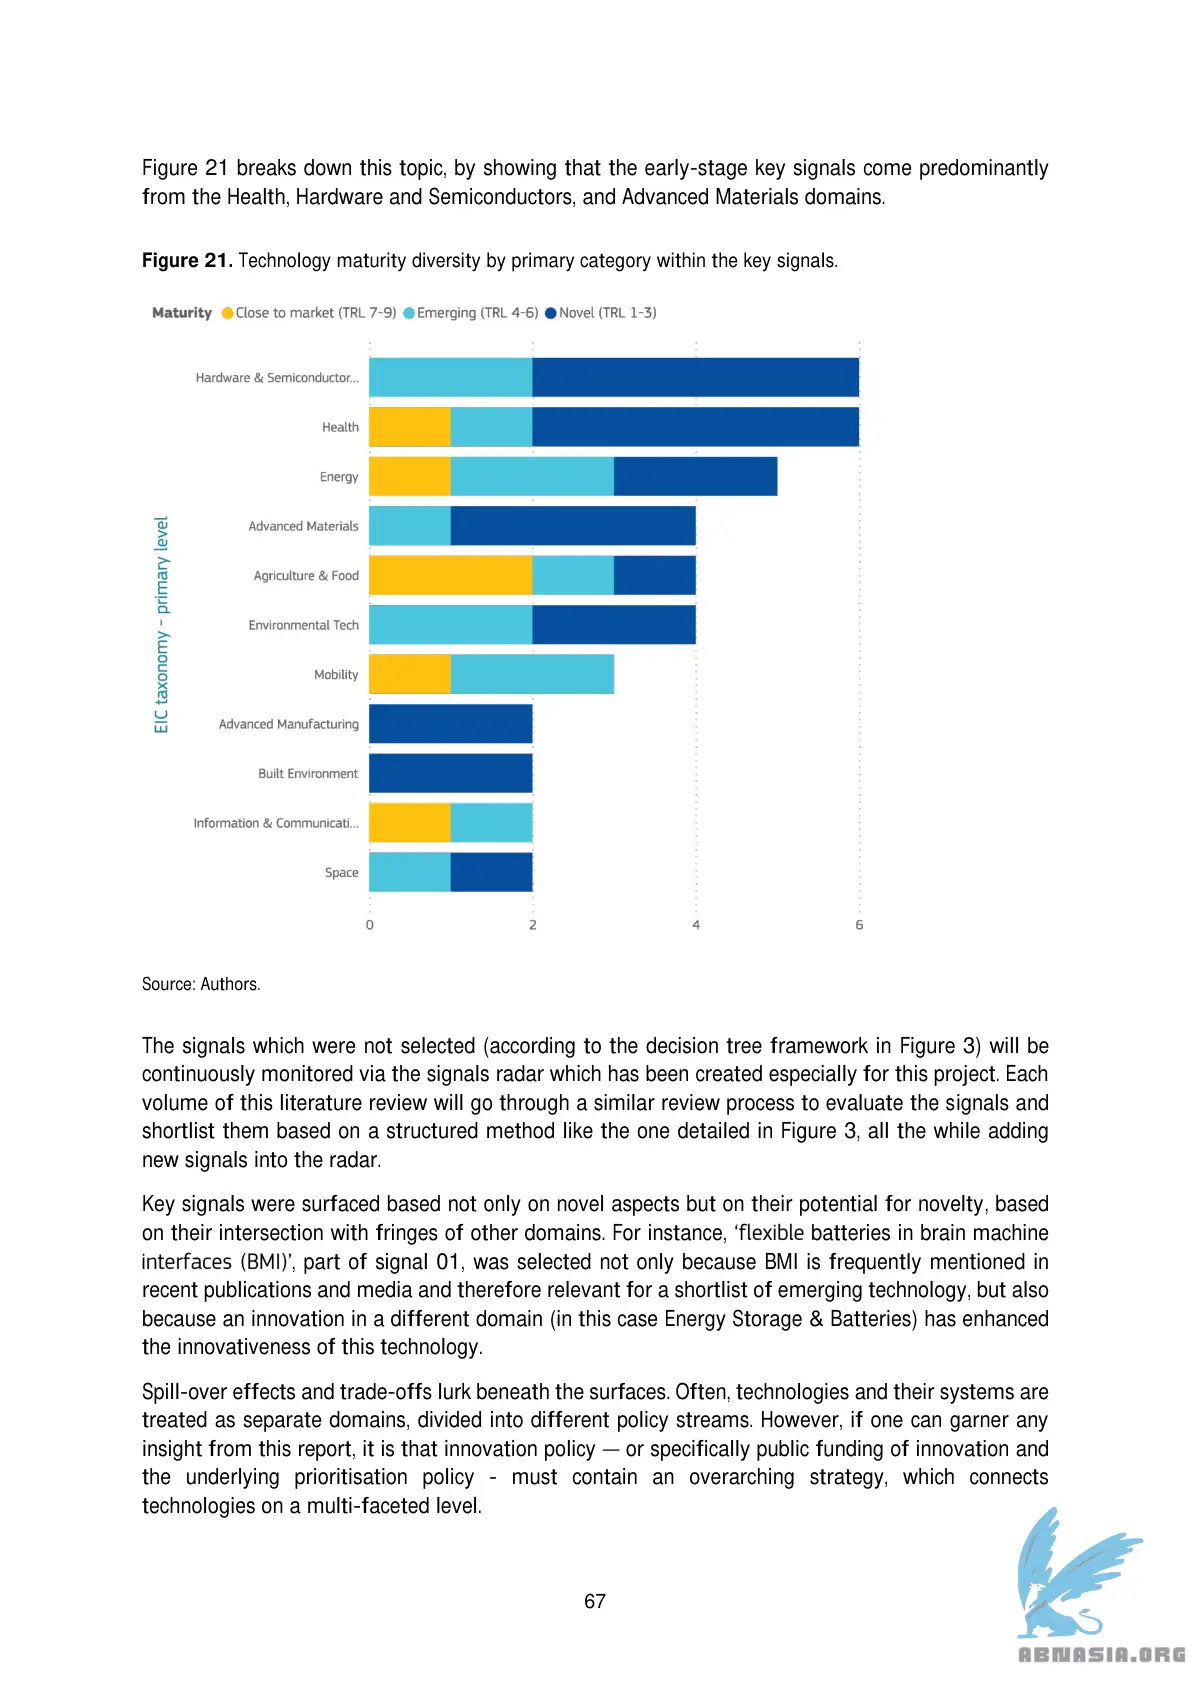 Figure 21 breaks down this topic, by showing that the early-stage key signals come predominantly
from the Health, Hardware and Semiconductors, and Advanced Materials domains.
Figure 21. Technology maturity diversity by primary category within the key signals.
Maturity Close to market (TRL 7-9) Emerging (TRL 4-6) Novel (TRL 1-3)
EIC taxonomy - primary level
Hardware & Semiconductor...
Health
Energy
Advanced Materials
Agriculture & Food
Environmental Tech
Mobility
Advanced Manufacturing
Built Environment
Information & Communicati...
Space
0 2 4 6
Source: Authors.
The signals which were not selected (according to the decision tree framework in Figure 3) will be
continuously monitored via the signals radar which has been created especially for this project. Each
volume of this literature review will go through a similar review process to evaluate the signals and
shortlist them based on a structured method like the one detailed in Figure 3, all the while adding
new signals into the radar.
Key signals were surfaced based not only on novel aspects but on their potential for novelty, based
on their intersection with fringes of other domains. For instance, ‘flexible batteries in brain machine
interfaces (BMI)’, part of signal 01, was selected not only because BMI is frequently mentioned in
recent publications and media and therefore relevant for a shortlist of emerging technology, but also
because an innovation in a different domain (in this case Energy Storage & Batteries) has enhanced
the innovativeness of this technology.
Spill-over effects and trade-offs lurk beneath the surfaces. Often, technologies and their systems are
treated as separate domains, divided into different policy streams. However, if one can garner any
insight from this report, it is that innovation policy — or specifically public funding of innovation and
the underlying prioritisation policy - must contain an overarching strategy, which connects
technologies on a multi-faceted level.
67
ABNASIA.ORG